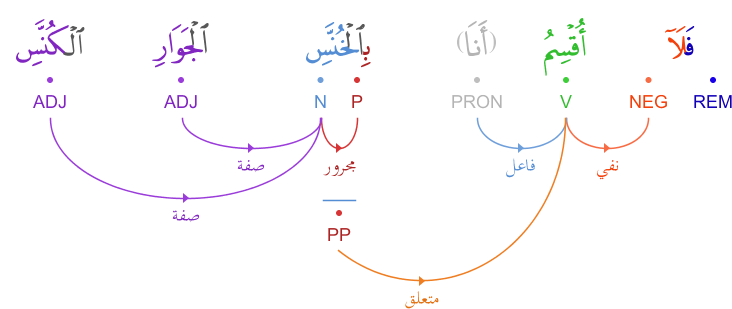 فَلَآ أُقْسِمُ (أَنَا) بِٱلْخُنَّسِ ٱلْجَوَارِ ٱلْكُنَّسِ
REM NEG V PRON P N ADJ ADJ
نفي فاعل مجرور صفة
صفة
PP
متعلق